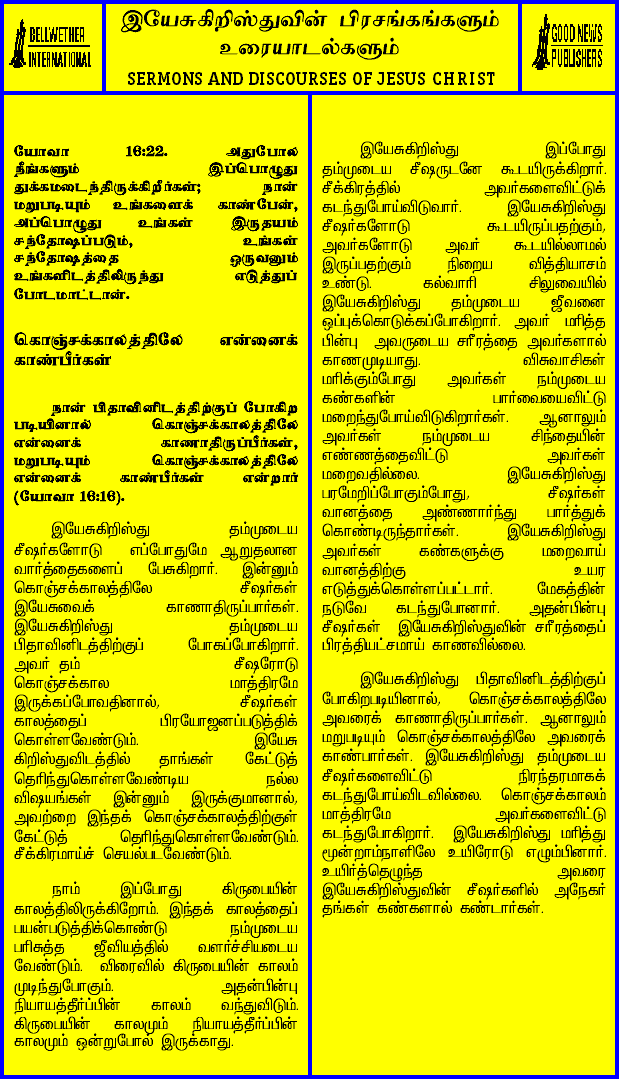 BELLWETHER
INTERNATIONAL
இயேசுகிறிஸ்துவின் பிரசங்கங்களும்
உரையாடல்களும்
SERMONS AND DISCOURSES OF JESUS CHRIST
GOOD NEWS
PUBLISHERS
யோவா 16:22. அதுபோல
நீங்களும் இப்பொழுது
துக்கமடைந்திருக்கிறீர்கள்; நான்
மறுபடியும் உங்களைக் காண்பேன்,
அப்பொழுது உங்கள் இருதயம்
சந்தோஷப்படும், உங்கள்
சந்தோஷத்தை ஒருவனும்
உங்களிடத்திலிருந்து எடுத்துப்
போடமாட்டான்.
கொஞ்சக்காலத்திலே என்னைக்
காண்பீர்கள்
நான் பிதாவினிடத்திற்குப் போகிற
படியினால் கொஞ்சக்காலத்திலே
என்னைக் காணாதிருப்பீர்கள்,
மறுபடியும் கொஞ்சக்காலத்திலே
என்னைக் காண்பீர்கள் என்றார்
(யோவா 16:16).
இயேசுகிறிஸ்து தம்முடைய
சீஷர்களோடு எப்போதுமே ஆறுதலான
வார்த்தைகளைப் பேசுகிறார். இன்னும்
கொஞ்சக்காலத்திலே சீஷர்கள்
இயேசுவைக் காணாதிருப்பார்கள்.
இயேசுகிறிஸ்து தம்முடைய
பிதாவினிடத்திற்குப் போகப்போகிறார்.
அவர் தம் சீஷரோடு
கொஞ்சக்கால மாத்திரமே
இருக்கப்போவதினால், சீஷர்கள்
காலத்தைப் பிரயோஜனப்படுத்திக்
கொள்ளவேண்டும். இயேசு
கிறிஸ்துவிடத்தில் தாங்கள் கேட்டுத்
தெரிந்துகொள்ளவேண்டிய நல்ல
விஷயங்கள் இன்னும் இருக்குமானால்,
அவற்றை இந்தக் கொஞ்சக்காலத்திற்குள்
கேட்டுத் தெரிந்துகொள்ளவேண்டும்.
சீக்கிரமாய்ச் செயல்படவேண்டும்.
நாம் இப்போது கிருபையின்
காலத்திலிருக்கிறோம். இந்தக் காலத்தைப்
பயன்படுத்திக்கொண்டு நம்முடைய
பரிசுத்த ஜீவியத்தில் வளர்ச்சியடைய
வேண்டும். விரைவில் கிருபையின் காலம்
முடிந்துபோகும். அதன்பின்பு
நியாயத்தீர்ப்பின் காலம் வந்துவிடும்.
கிருபையின் காலமும் நியாயத்தீர்ப்பின்
காலமும் ஒன்றுபோல் இருக்காது.
இயேசுகிறிஸ்து இப்போது
தம்முடைய சீஷருடனே கூடயிருக்கிறார்.
சீக்கிரத்தில் அவர்களைவிட்டுக்
கடந்துபோய்விடுவார். இயேசுகிறிஸ்து
சீஷர்களோடு கூடயிருப்பதற்கும்,
அவர்களோடு அவர் கூடயில்லாமல்
இருப்பதற்கும் நிறைய வித்தியாசம்
உண்டு. கல்வாரி சிலுவையில்
இயேசுகிறிஸ்து தம்முடைய ஜீவனை
ஒப்புக்கொடுக்கப்போகிறார். அவர் மரித்த
பின்பு அவருடைய சரீரத்தை அவர்களால்
காணமுடியாது. விசுவாசிகள்
மரிக்கும்போது அவர்கள் நம்முடைய
கண்களின் பார்வையைவிட்டு
மறைந்துபோய்விடுகிறார்கள். ஆனாலும்
அவர்கள் நம்முடைய சிந்தையின்
எண்ணத்தைவிட்டு அவர்கள்
மறைவதில்லை. இயேசுகிறிஸ்து
பரமேறிப்போகும்போது, சீஷர்கள்
வானத்தை அண்ணார்ந்து பார்த்துக்
கொண்டிருந்தார்கள். இயேசுகிறிஸ்து
அவர்கள் கண்களுக்கு மறைவாய்
வானத்திற்கு உயர
எடுத்துக்கொள்ளப்பட்டார். மேகத்தின்
நடுவே கடந்துபோனார். அதன்பின்பு
சீஷர்கள் இயேசுகிறிஸ்துவின் சரீரத்தைப்
பிரத்தியட்சமாய் காணவில்லை.
இயேசுகிறிஸ்து பிதாவினிடத்திற்குப்
போகிறபடியினால், கொஞ்சக்காலத்திலே
அவரைக் காணாதிருப்பார்கள். ஆனாலும்
மறுபடியும் கொஞ்சக்காலத்திலே அவரைக்
காண்பார்கள். இயேசுகிறிஸ்து தம்முடைய
சீஷர்களைவிட்டு நிரந்தரமாகக்
கடந்துபோய்விடவில்லை. கொஞ்சக்காலம்
மாத்திரமே அவர்களைவிட்டு
கடந்துபோகிறார். இயேசுகிறிஸ்து மரித்து
மூன்றாம்நாளிலே உயிரோடு எழும்பினார்.
உயிர்த்தெழுந்த அவரை
இயேசுகிறிஸ்துவின் சீஷர்களில் அநேகர்
தங்கள் கண்களால் கண்டார்கள்.